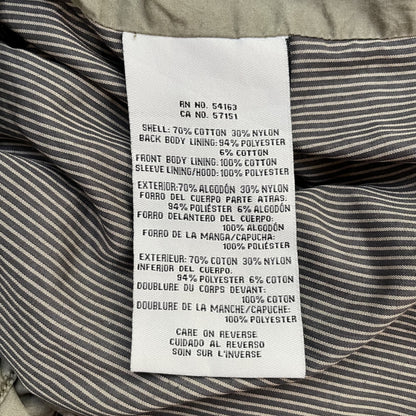 RN NO. 54163
CA NO. 57151
SHELL: 70% COTTON 30% NYLON
BACK BODY LINING: 94% POLYESTER
6% COTTON
FRONT BODY LINING: 100% COTTON
SLEEVE LINING/HOOD: 100% POLYESTER
EXTERIOR: 70% ALGODÓN 30% NYLON
FORRO DEL CUERPO PARTE ATRAS:
94% POLIÉSTER 6% ALGODÓN
FORRO DELANTERO DEL CUERPO:
100% ALGODÓN
FORRO DE LA MANGA/CAPUCHA:
100% POLIÉSTER
EXTERIEUR: 70% COTON 30% NYLON
INFERIOR DEL CUERPO:
94% POLYESTER 6% COTON
DOUBLURE DU CORPS DEVANT:
100% COTON
DOUBLURE DE LA MANCHE/CAPUCHE:
100% POLYESTER
CARE ON REVERSE
CUIDADO AL REVERSO
SOIN SUR L'INVERSE